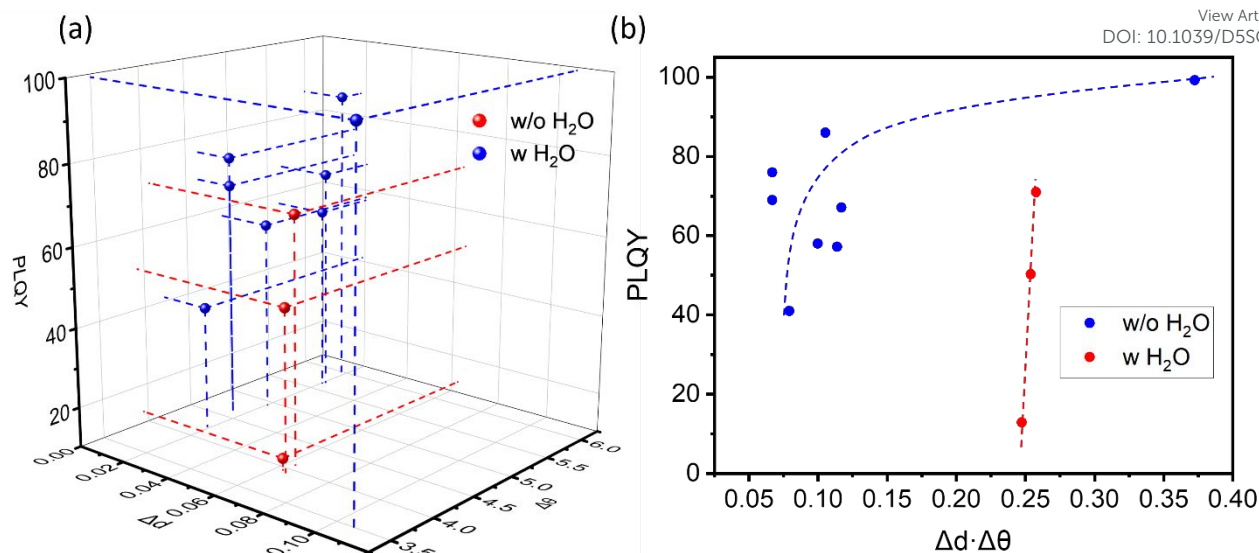 (a)
(b)
View Art
DOI: 10.1039/D5SC
100
80
60
40
20
PLQY
0.00
0.02
0.04
0.06
0.08
0.10
Δd
3.5
4.0
4.5
5.0
5.5
6.0
Δθ
w/o H₂O
w H₂O
100
80
60
40
20
0
PLQY
0.05 0.10 0.15 0.20 0.25 0.30 0.35 0.40
Δd·Δθ
w/o H₂O
w H₂O